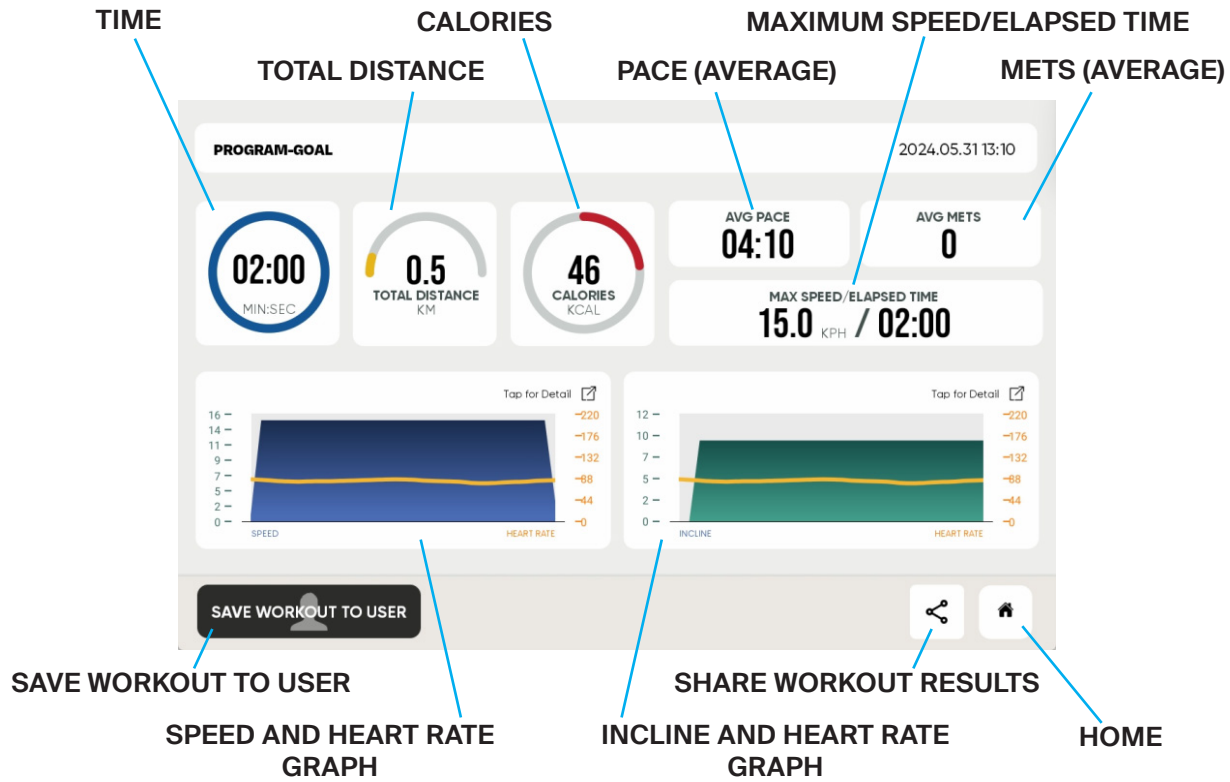 TIME
CALORIES
MAXIMUM SPEED/ELAPSED TIME
TOTAL DISTANCE
PACE (AVERAGE)
METS (AVERAGE)
PROGRAM-GOAL
2024.05.31 13:10
02:00
MIN:SEC
0.5
TOTAL DISTANCE
KM
46
CALORIES
KCAL
AVG PACE
04:10
AVG METS
0
MAX SPEED/ELAPSED TIME
15.0 KPH / 02:00
Tap for Detail
16
14
11
9
7
5
2
0
220
176
132
88
44
0
SPEED
HEART RATE
Tap for Detail
12
10
7
5
2
0
220
176
132
88
44
0
INCLINE
HEART RATE
SAVE WORKOUT TO USER
SAVE WORKOUT TO USER
SHARE WORKOUT RESULTS
SPEED AND HEART RATE
GRAPH
INCLINE AND HEART RATE
GRAPH
HOME